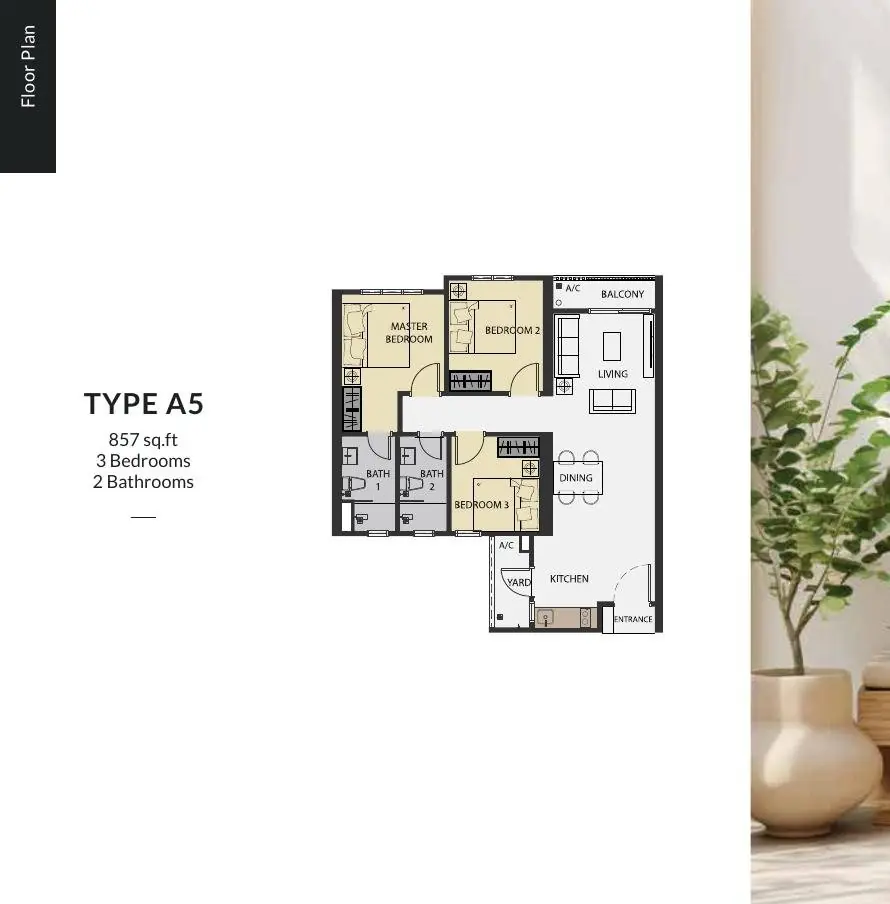 Floor Plan
TYPE A5
857 sq.ft
3 Bedrooms
2 Bathrooms
A/C
BALCONY
MASTER
BEDROOM
BEDROOM 2
LIVING
BATH
1
BATH
2
DINING
BEDROOM 3
A/C
YARD
KITCHEN
ENTRANCE